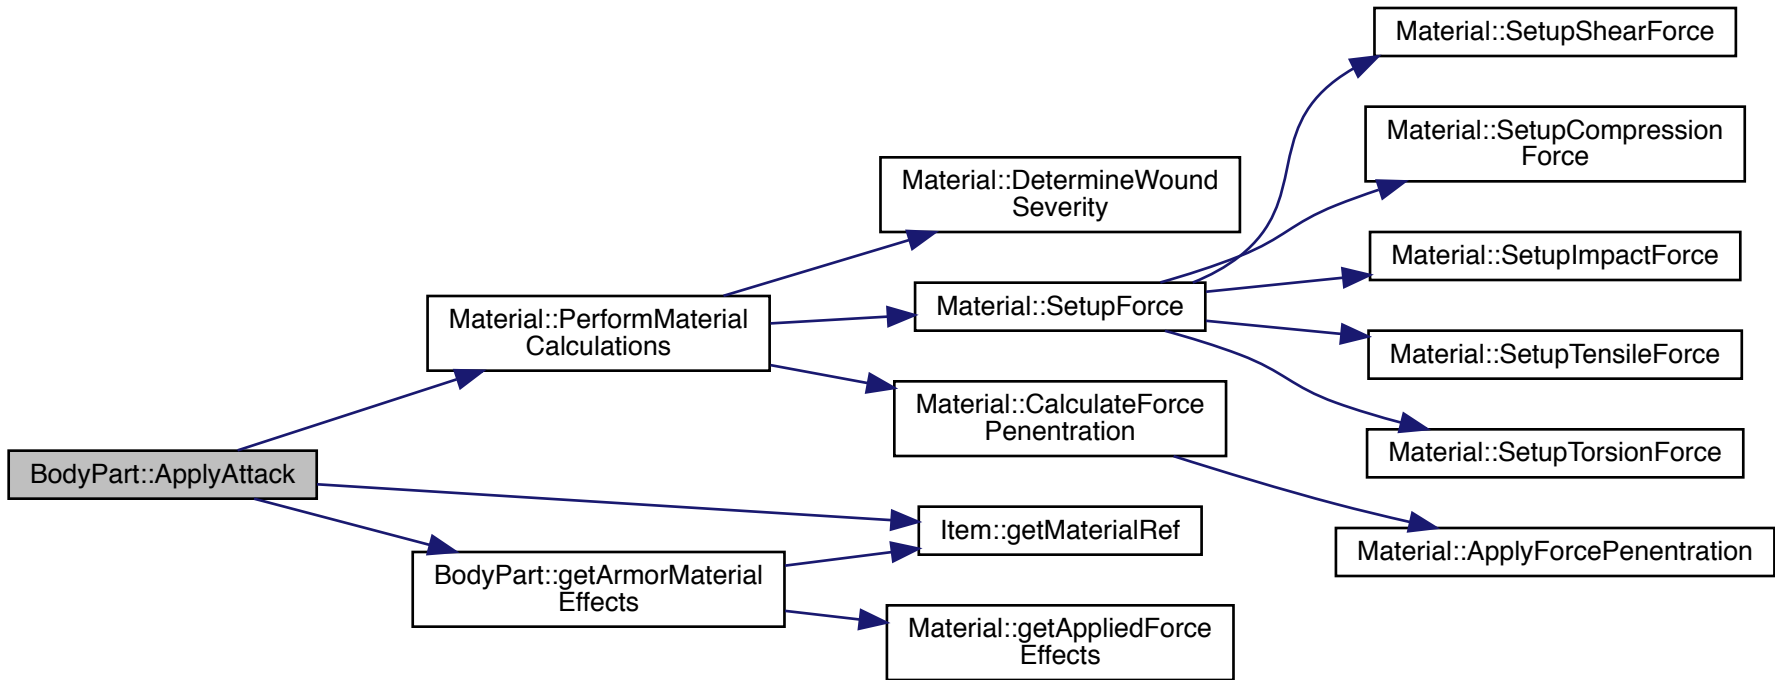 Material::SetupShearForce
Material::SetupCompression
Force
Material::DetermineWound
Severity
Material::SetupImpactForce
Material::SetupForce
Material::PerformMaterial
Calculations
Material::SetupTensileForce
Material::CalculateForce
Penentration
Material::SetupTorsionForce
BodyPart::ApplyAttack
Item::getMaterialRef
Material::ApplyForcePenentration
BodyPart::getArmorMaterial
Effects
Material::getAppliedForce
Effects